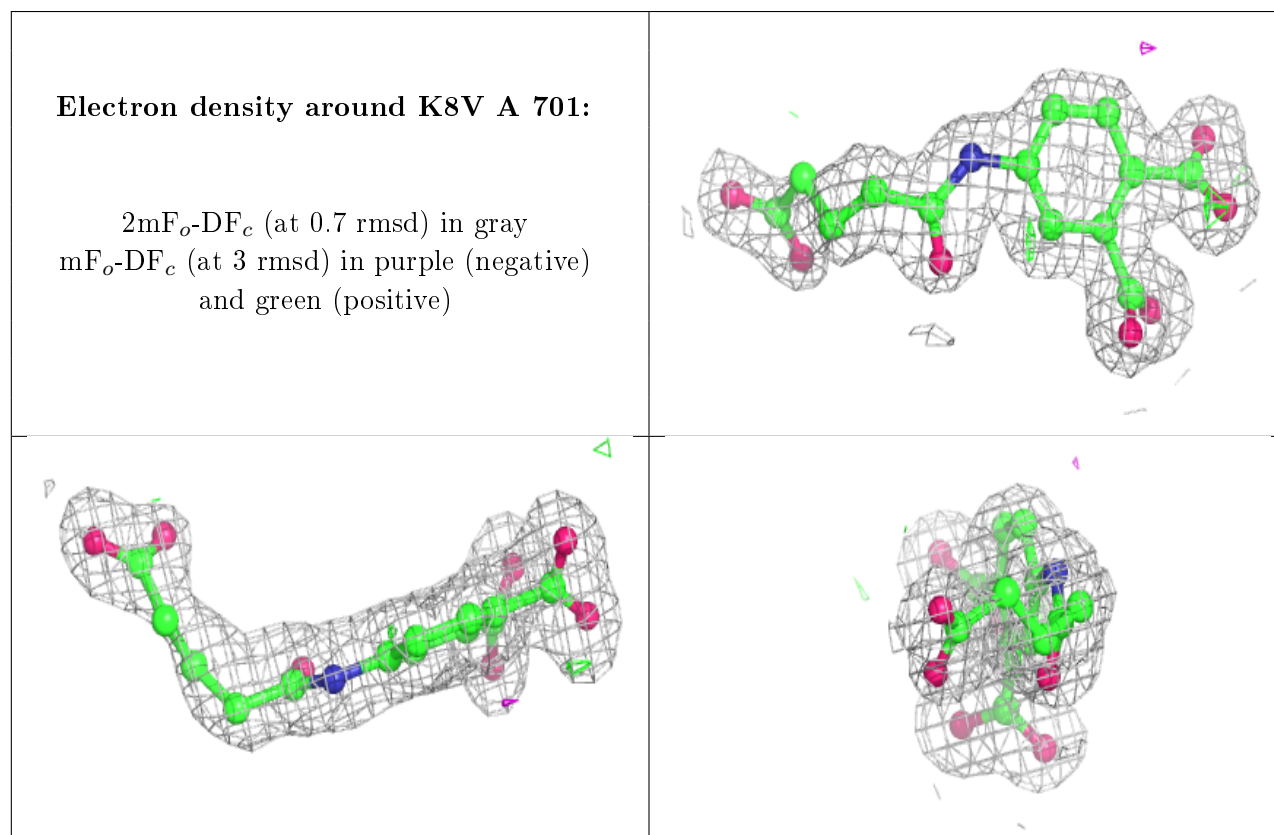 Electron density around K8V A 701:
2mFo-DFc (at 0.7 rmsd) in gray
mFo-DFc (at 3 rmsd) in purple (negative)
and green (positive)